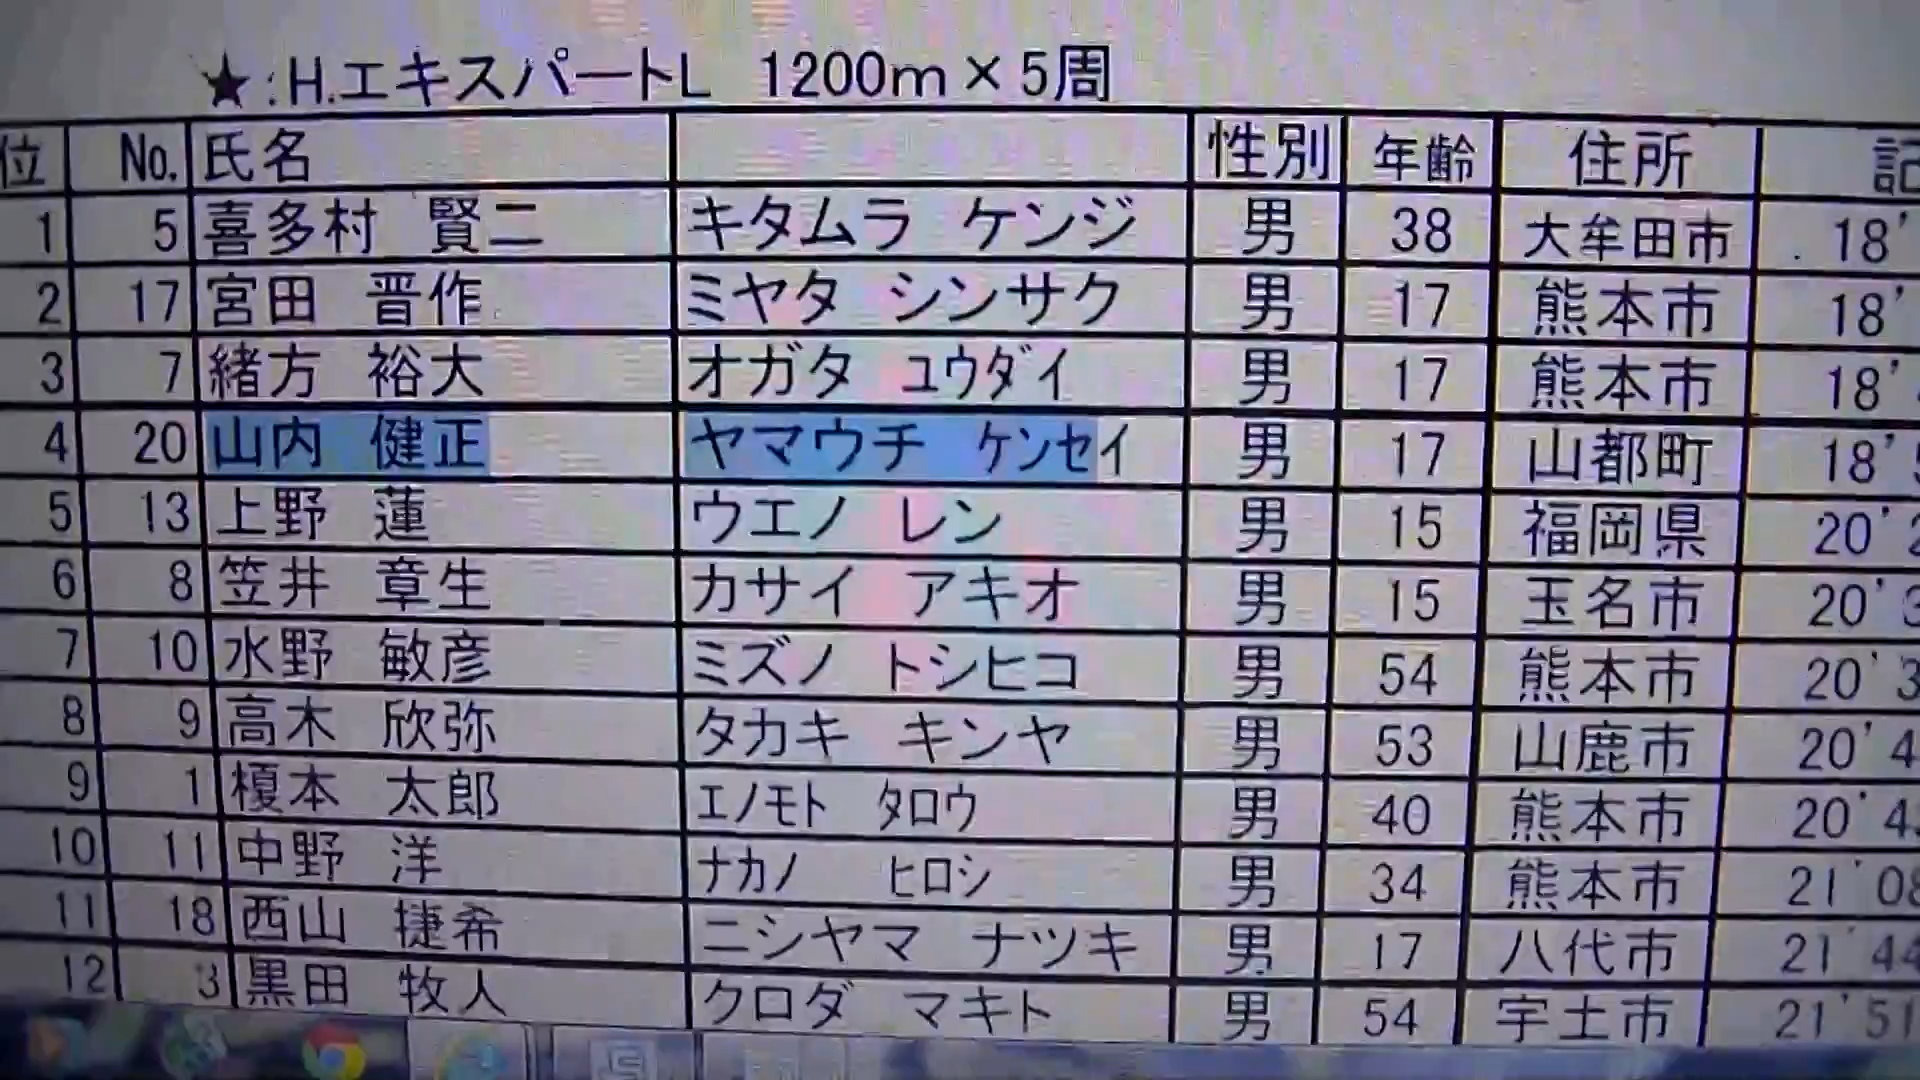 ★:H.エキスパートL 1200m×5周
位 No. 氏名 性別 年齢 住所 記
1 5 喜多村 賢二 キタムラ ケンジ 男 38 大牟田市 18'
2 17 宮田 晋作 ミヤタ シンサク 男 17 熊本市 18'
3 7 緒方 裕大 オガタ ユウダイ 男 17 熊本市 18'
4 20 山内 健正 ヤマウチ ケンセイ 男 17 山都町 18'5
5 13 上野 蓮 ウエノ レン 男 15 福岡県 20'2
6 8 笠井 章生 カサイ アキオ 男 15 玉名市 20'3
7 10 水野 敏彦 ミズノ トシヒコ 男 54 熊本市 20'3
8 9 高木 欣弥 タカキ キンヤ 男 53 山鹿市 20'4
9 1 榎本 太郎 エノモト タロウ 男 40 熊本市 20'4
10 11 中野 洋 ナカノ ヒロシ 男 34 熊本市 21'08
11 18 西山 捷希 ニシヤマ ナツキ 男 17 八代市 21'44
12 3 黒田 牧人 クロダ マキト 男 54 宇土市 21'51